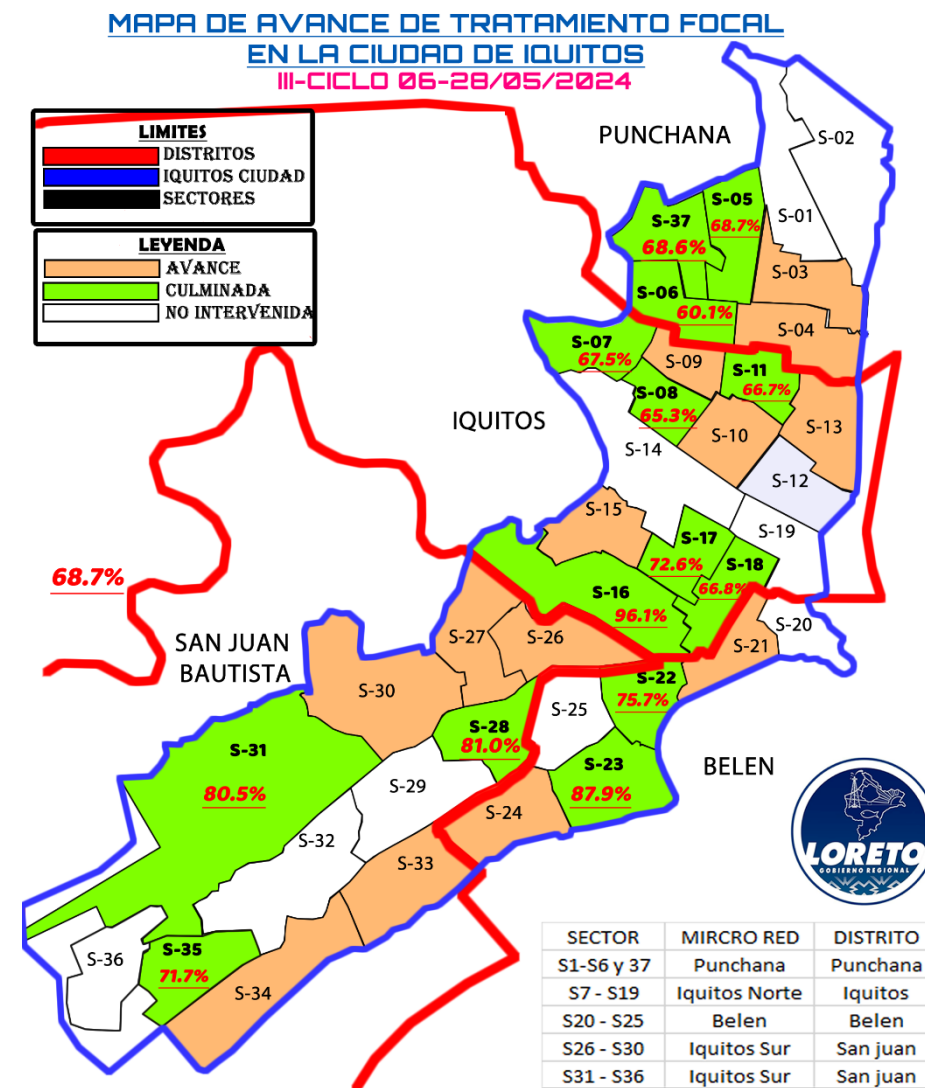 MAPA DE AVANCE DE TRATAMIENTO FOCAL
EN LA CIUDAD DE IQUITOS
III-CICLO 06-28/05/2024
LIMITES
DISTRITOS
IQUITOS CIUDAD
SECTORES
LEYENDA
AVANCE
CULMINADA
NO INTERVENIDA
PUNCHANA
S-02
S-01
S-05
68.7%
S-37
68.6%
S-03
S-06
60.1%
S-04
S-07
67.5%
S-09
S-11
66.7%
S-08
65.3%
IQUITOS
S-10
S-13
S-14
S-12
S-15
S-19
S-17
72.6%
S-18
66.8%
68.7%
S-16
96.1%
S-20
SAN JUAN
BAUTISTA
S-27
S-26
S-21
S-30
S-22
75.7%
S-25
S-28
81.0%
S-31
80.5%
S-23
87.9%
BELEN
S-29
S-24
S-32
S-33
S-36
S-35
71.7%
S-34
LORETO
GOBIERNO REGIONAL
SECTOR MIRCRO RED DISTRITO
S1-S6 y 37 Punchana Punchana
S7 - S19 Iquitos Norte Iquitos
S20 - S25 Belen Belen
S26 - S30 Iquitos Sur San juan
S31 - S36 Iquitos Sur San juan